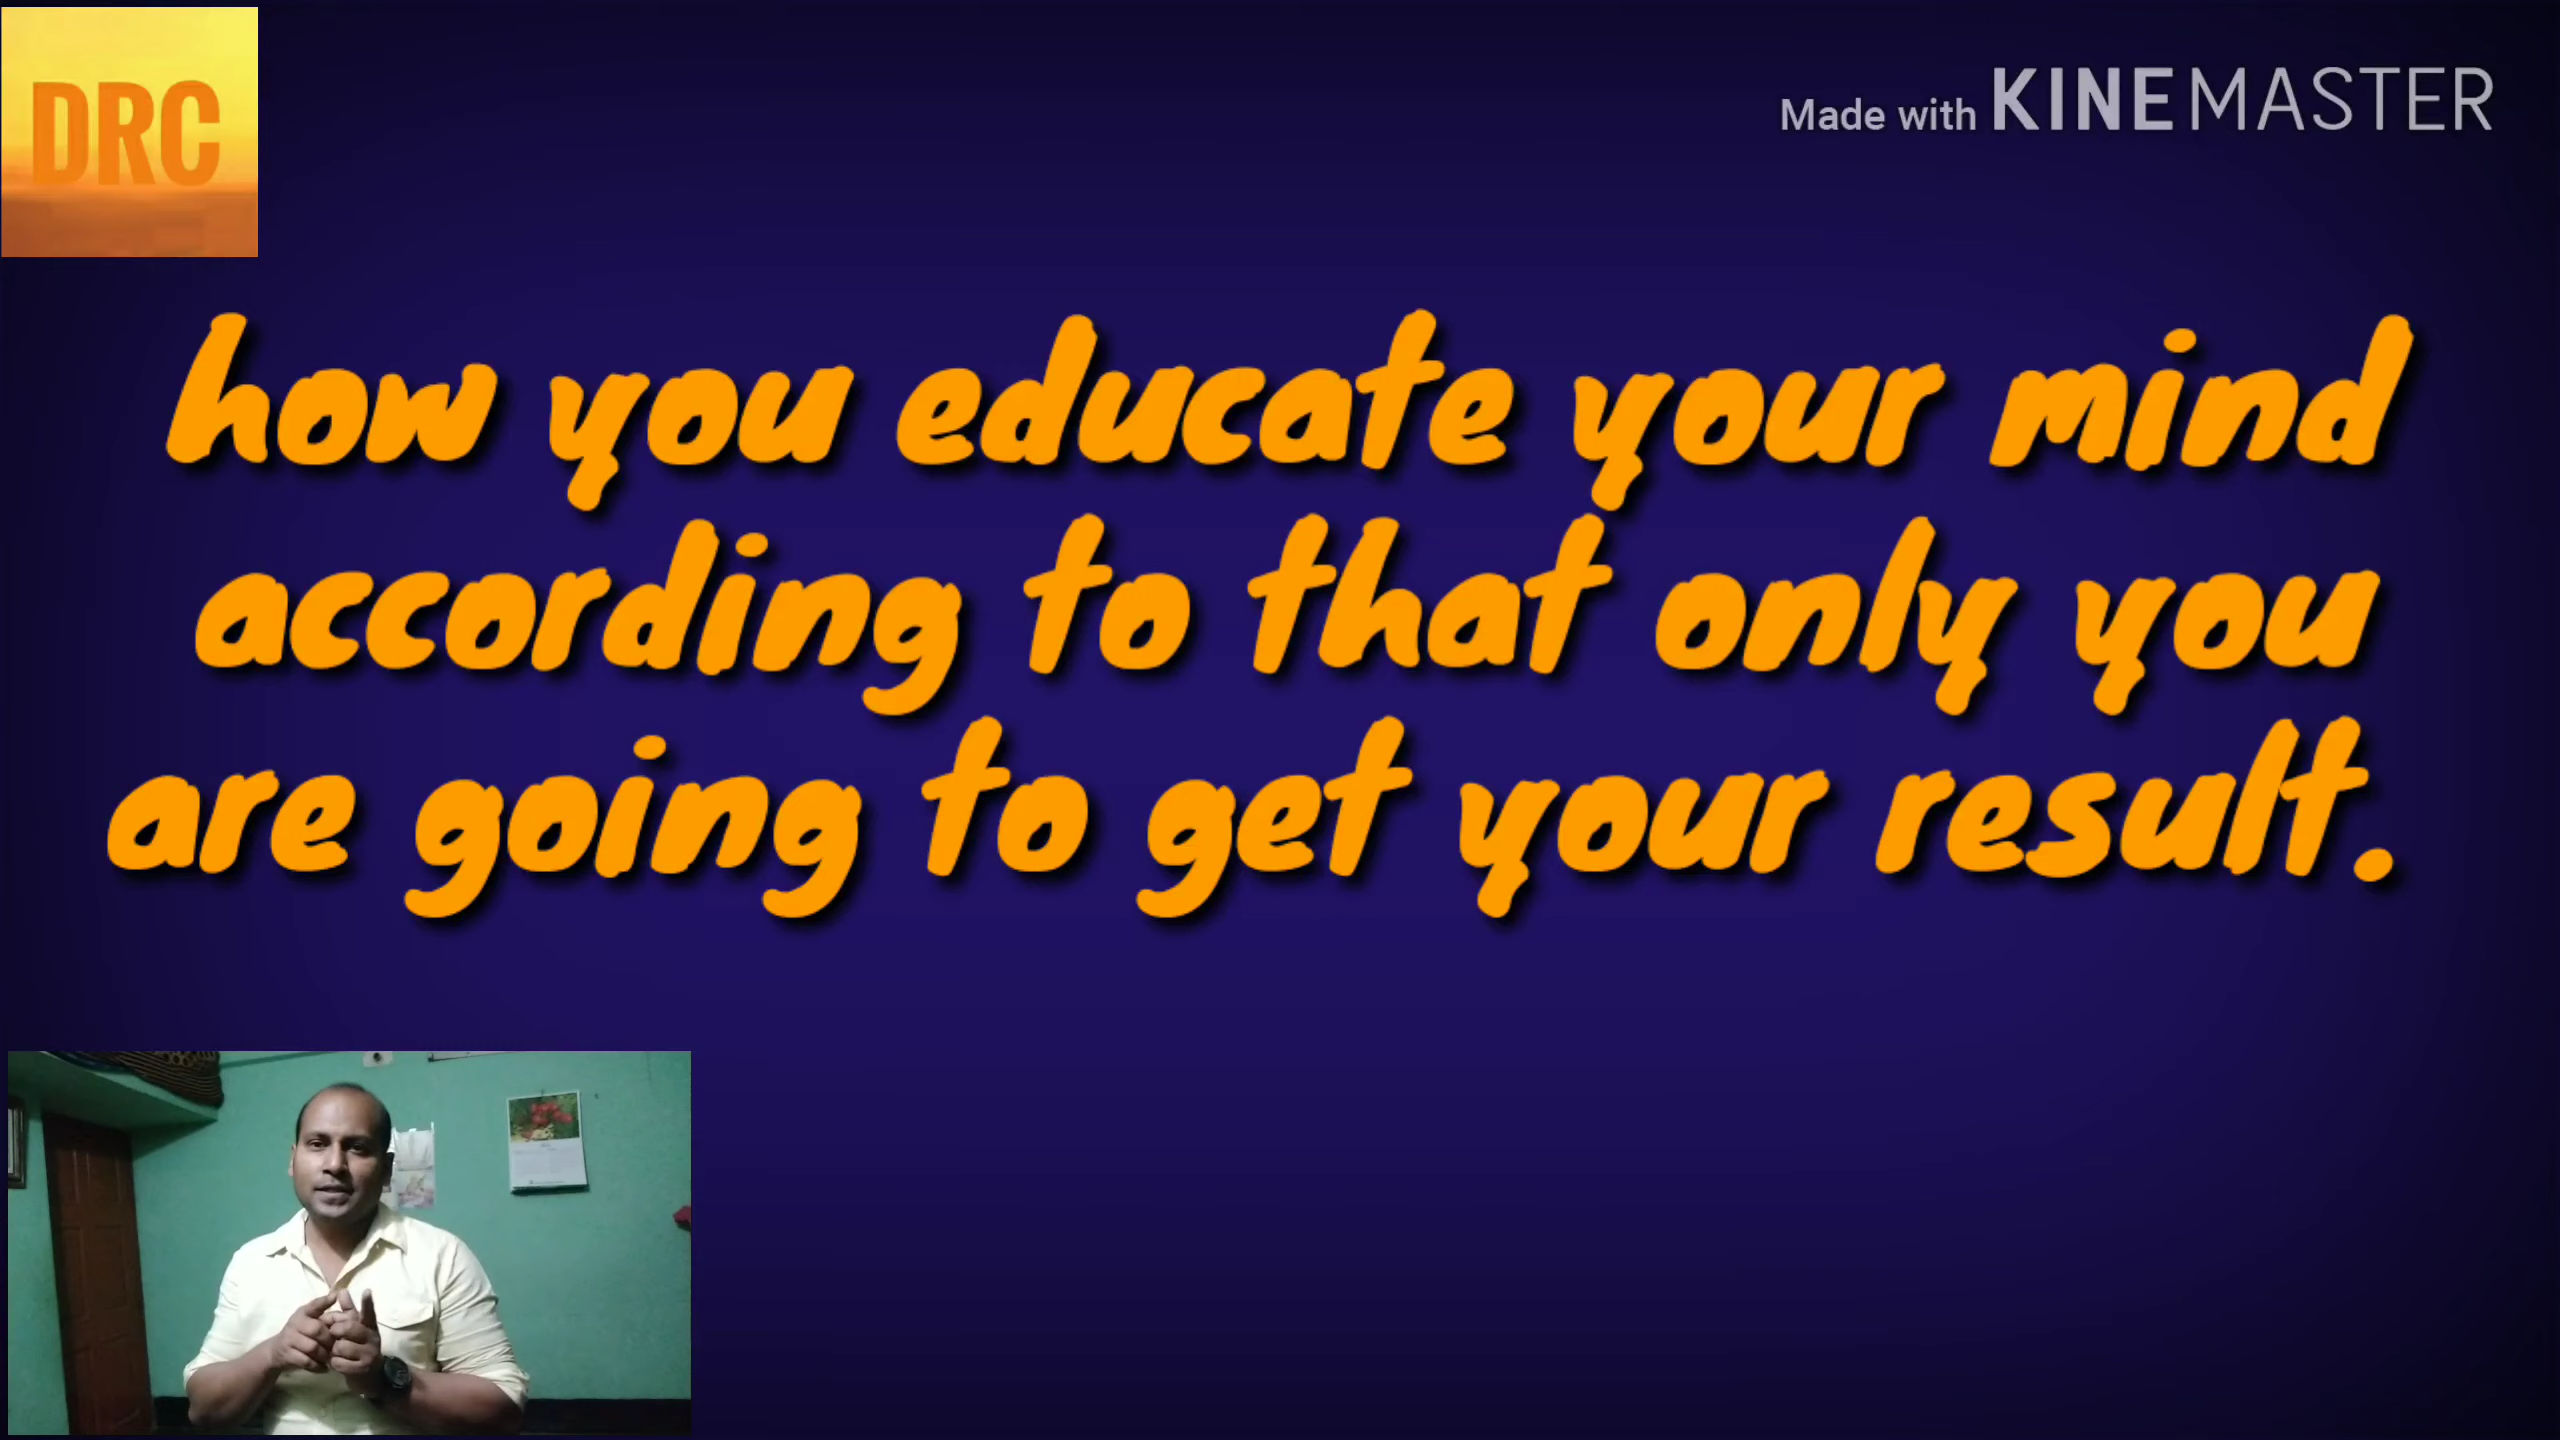 DRC
Made with KINEMASTER
how you educate your mind
according to that only you
are going to get your result.